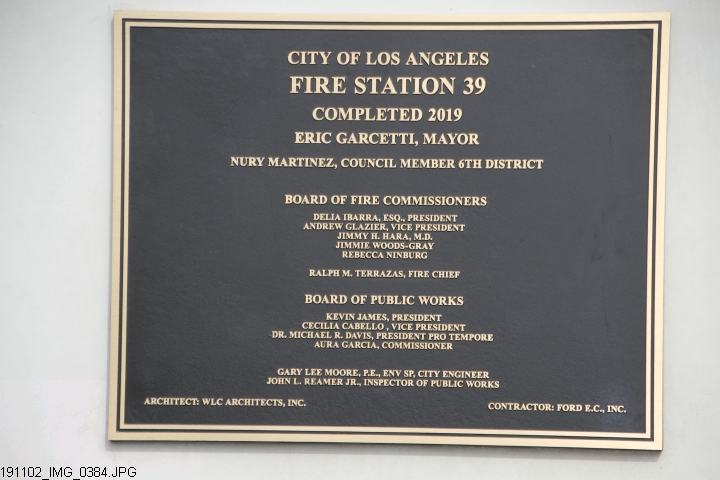 CITY OF LOS ANGELES
FIRE STATION 39
COMPLETED 2019
ERIC GARCETTI, MAYOR
NURY MARTINEZ, COUNCIL MEMBER 6TH DISTRICT
BOARD OF FIRE COMMISSIONERS
DELIA IBARRA, ESQ., PRESIDENT
ANDREW GLAZIER, VICE PRESIDENT
JIMMY H. HARA, M.D.
JIMMIE WOODS-GRAY
REBECCA NINBURG
RALPH M. TERRAZAS, FIRE CHIEF
BOARD OF PUBLIC WORKS
KEVIN JAMES, PRESIDENT
CECILIA CABELLO , VICE PRESIDENT
DR. MICHAEL R. DAVIS, PRESIDENT PRO TEMPORE
AURA GARCIA, COMMISSIONER
GARY LEE MOORE, P.E., ENV SP, CITY ENGINEER
JOHN L. REAMER JR., INSPECTOR OF PUBLIC WORKS
ARCHITECT: WLC ARCHITECTS, INC.
CONTRACTOR: FORD E.C., INC.
191102_IMG_0384.JPG